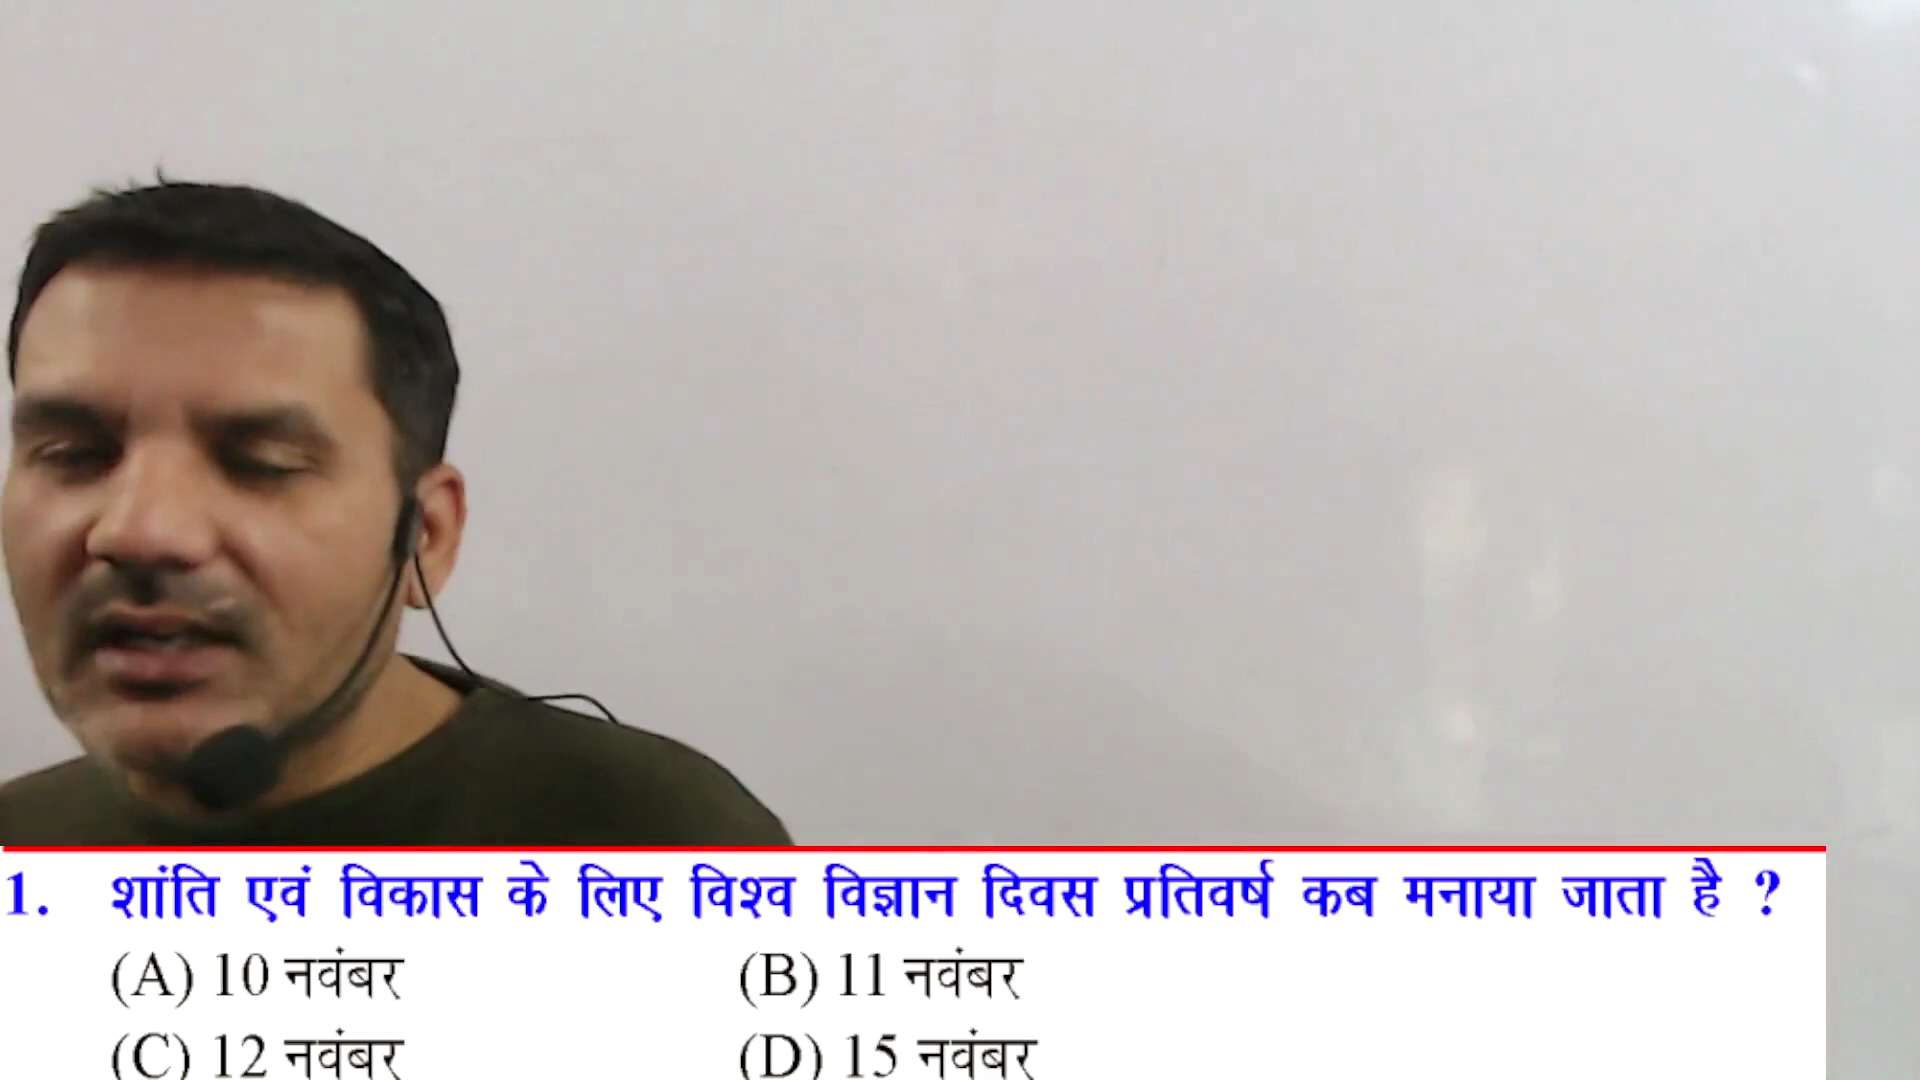 1. शांति एवं विकास के लिए विश्व विज्ञान दिवस प्रतिवर्ष कब मनाया जाता है ?
(A) 10 नवंबर (B) 11 नवंबर
(C) 12 नवंबर (D) 15 नवंबर